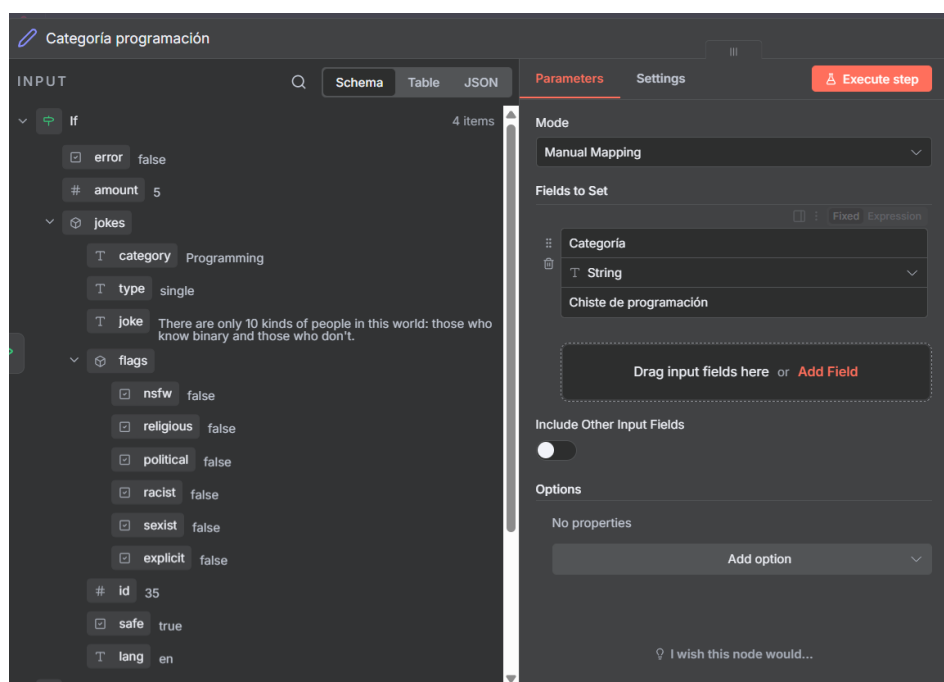 Categoría programación
INPUT
Schema Table JSON
If 4 items
error false
# amount 5
jokes
T category Programming
T type single
T joke There are only 10 kinds of people in this world: those who
know binary and those who don't.
flags
nsfw false
religious false
political false
racist false
sexist false
explicit false
# id 35
safe true
T lang en
Parameters Settings Execute step
Mode
Manual Mapping
Fields to Set
Fixed Expression
Categoría
T String
Chiste de programación
Drag input fields here or Add Field
Include Other Input Fields
Options
No properties
Add option
I wish this node would...